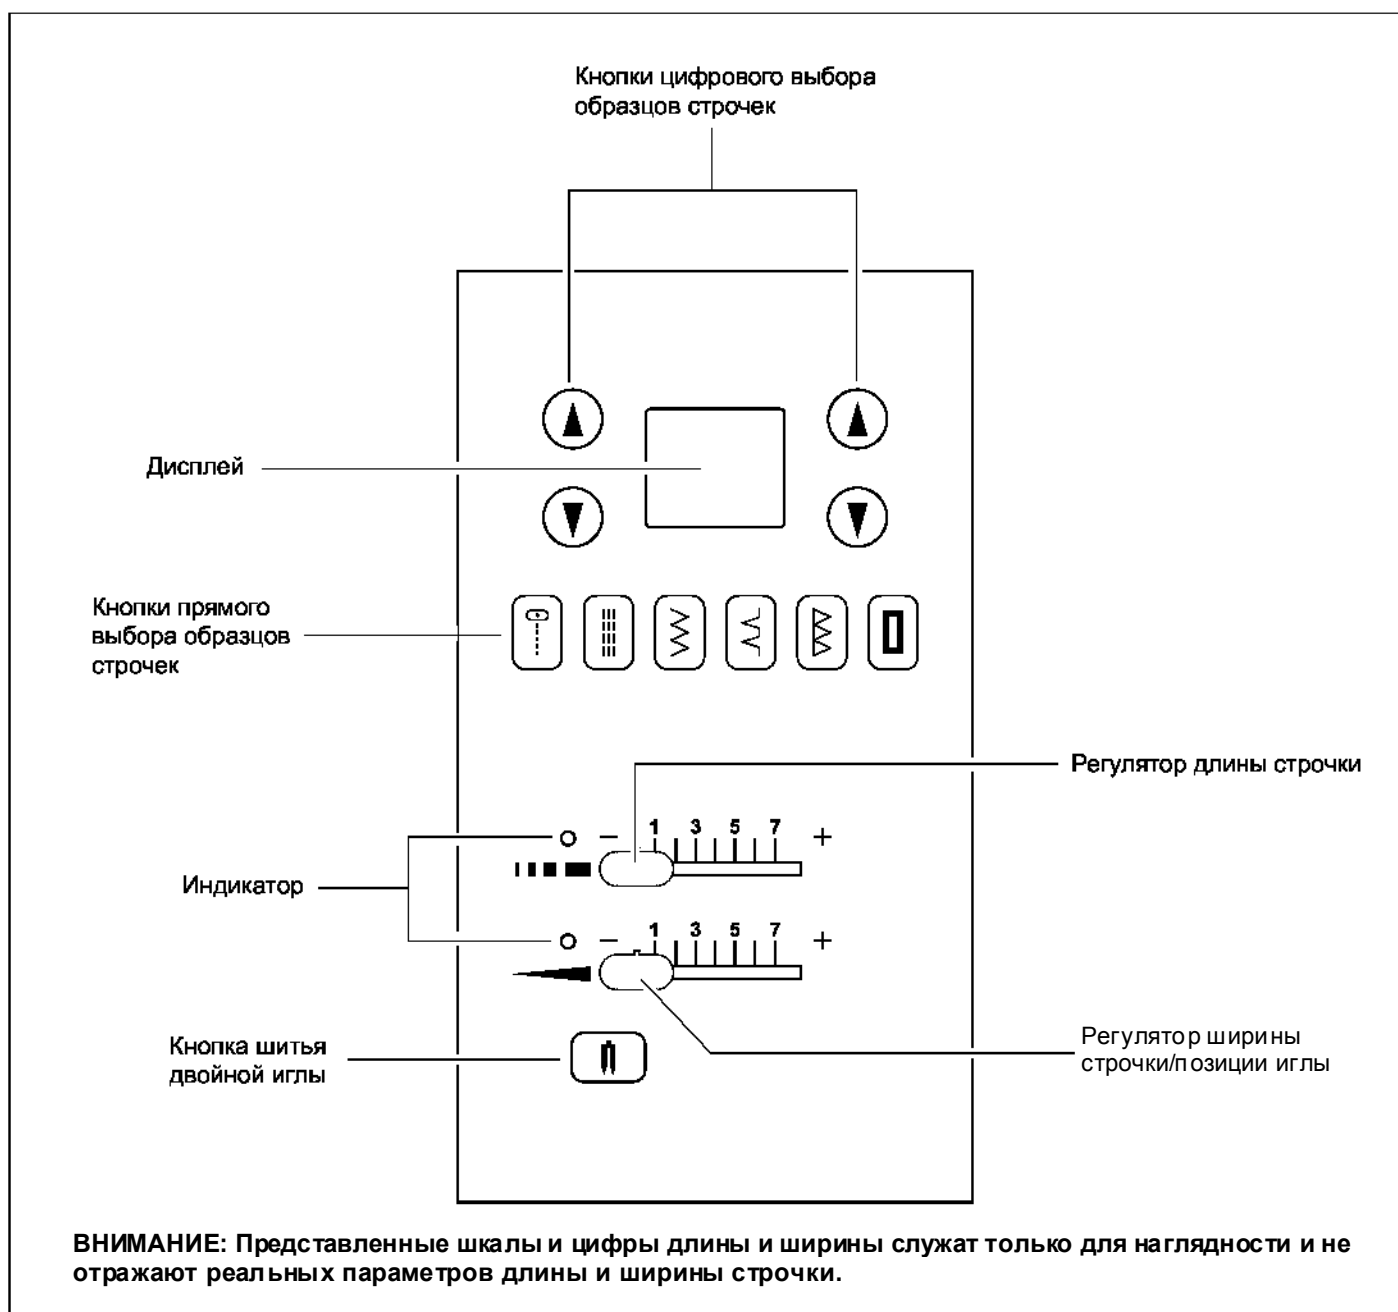 Кнопки цифрового выбора
образцов строчек
Дисплей
Кнопки прямого
выбора образцов
строчек
Регулятор длины строчки
1 3 5 7
− +
Индикатор
1 3 5 7
− +
Кнопка шитья
двойной иглы
Регулятор ширины
строчки/позиции иглы
ВНИМАНИЕ: Представленные шкалы и цифры длины и ширины служат только для наглядности и не
отражают реальных параметров длины и ширины строчки.